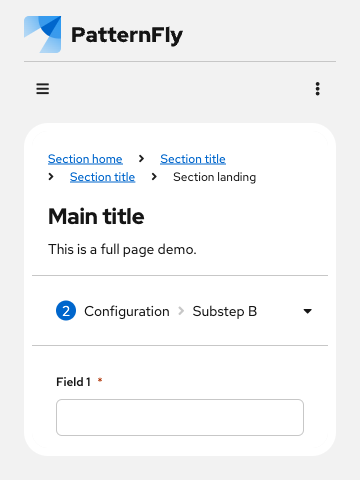 PatternFly
Section home > Section title
> Section title > Section landing
Main title
This is a full page demo.
2 Configuration > Substep B
Field 1 *